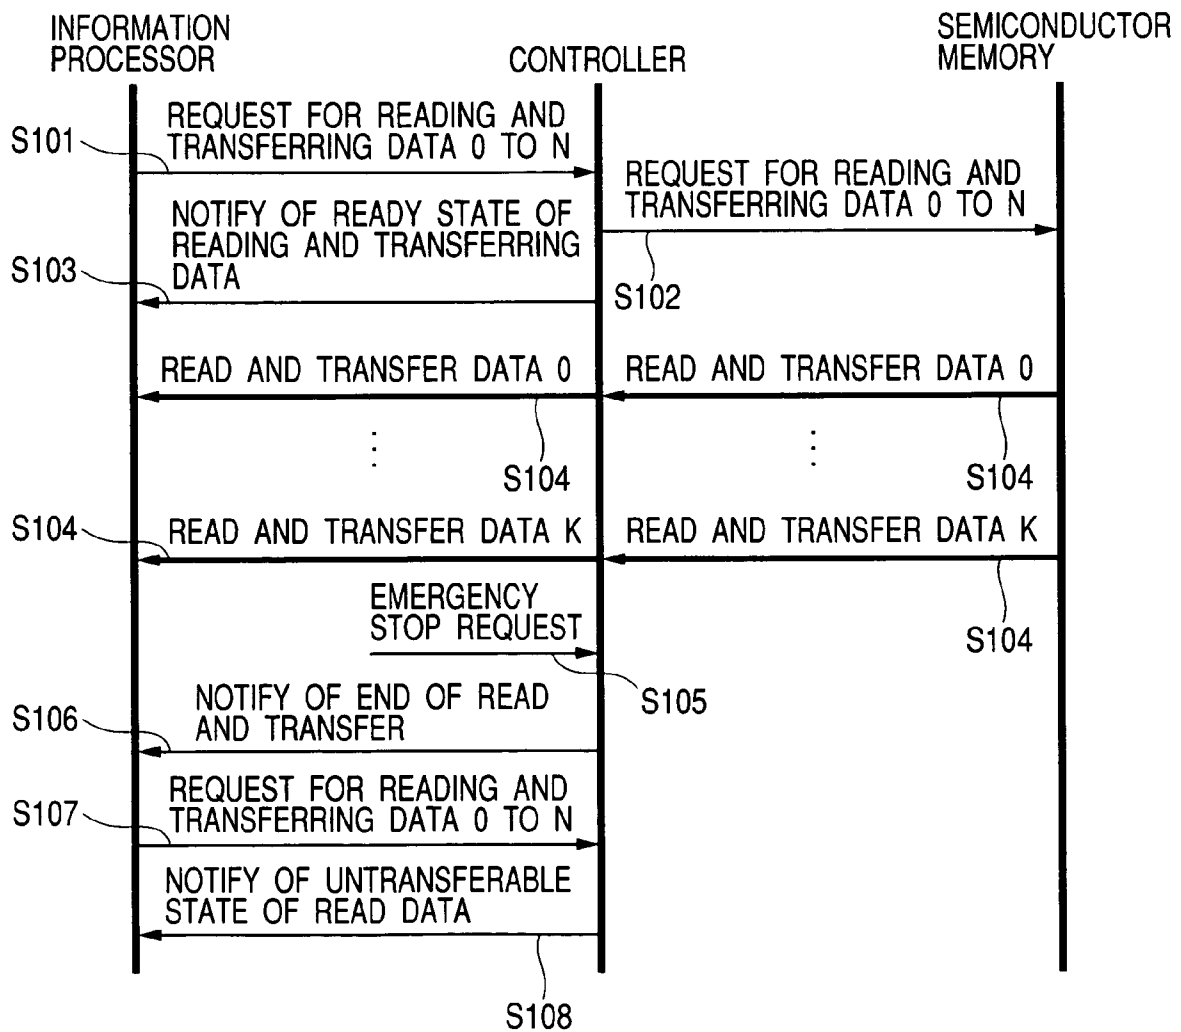 INFORMATION
PROCESSOR
CONTROLLER
SEMICONDUCTOR
MEMORY
REQUEST FOR READING AND
TRANSFERRING DATA 0 TO N
S101
REQUEST FOR READING AND
TRANSFERRING DATA 0 TO N
S102
NOTIFY OF READY STATE OF
READING AND TRANSFERRING
DATA
S103
READ AND TRANSFER DATA 0
READ AND TRANSFER DATA 0
S104
S104
S104
READ AND TRANSFER DATA K
READ AND TRANSFER DATA K
S104
EMERGENCY
STOP REQUEST
S105
NOTIFY OF END OF READ
AND TRANSFER
S106
REQUEST FOR READING AND
TRANSFERRING DATA 0 TO N
S107
NOTIFY OF UNTRANSFERABLE
STATE OF READ DATA
S108